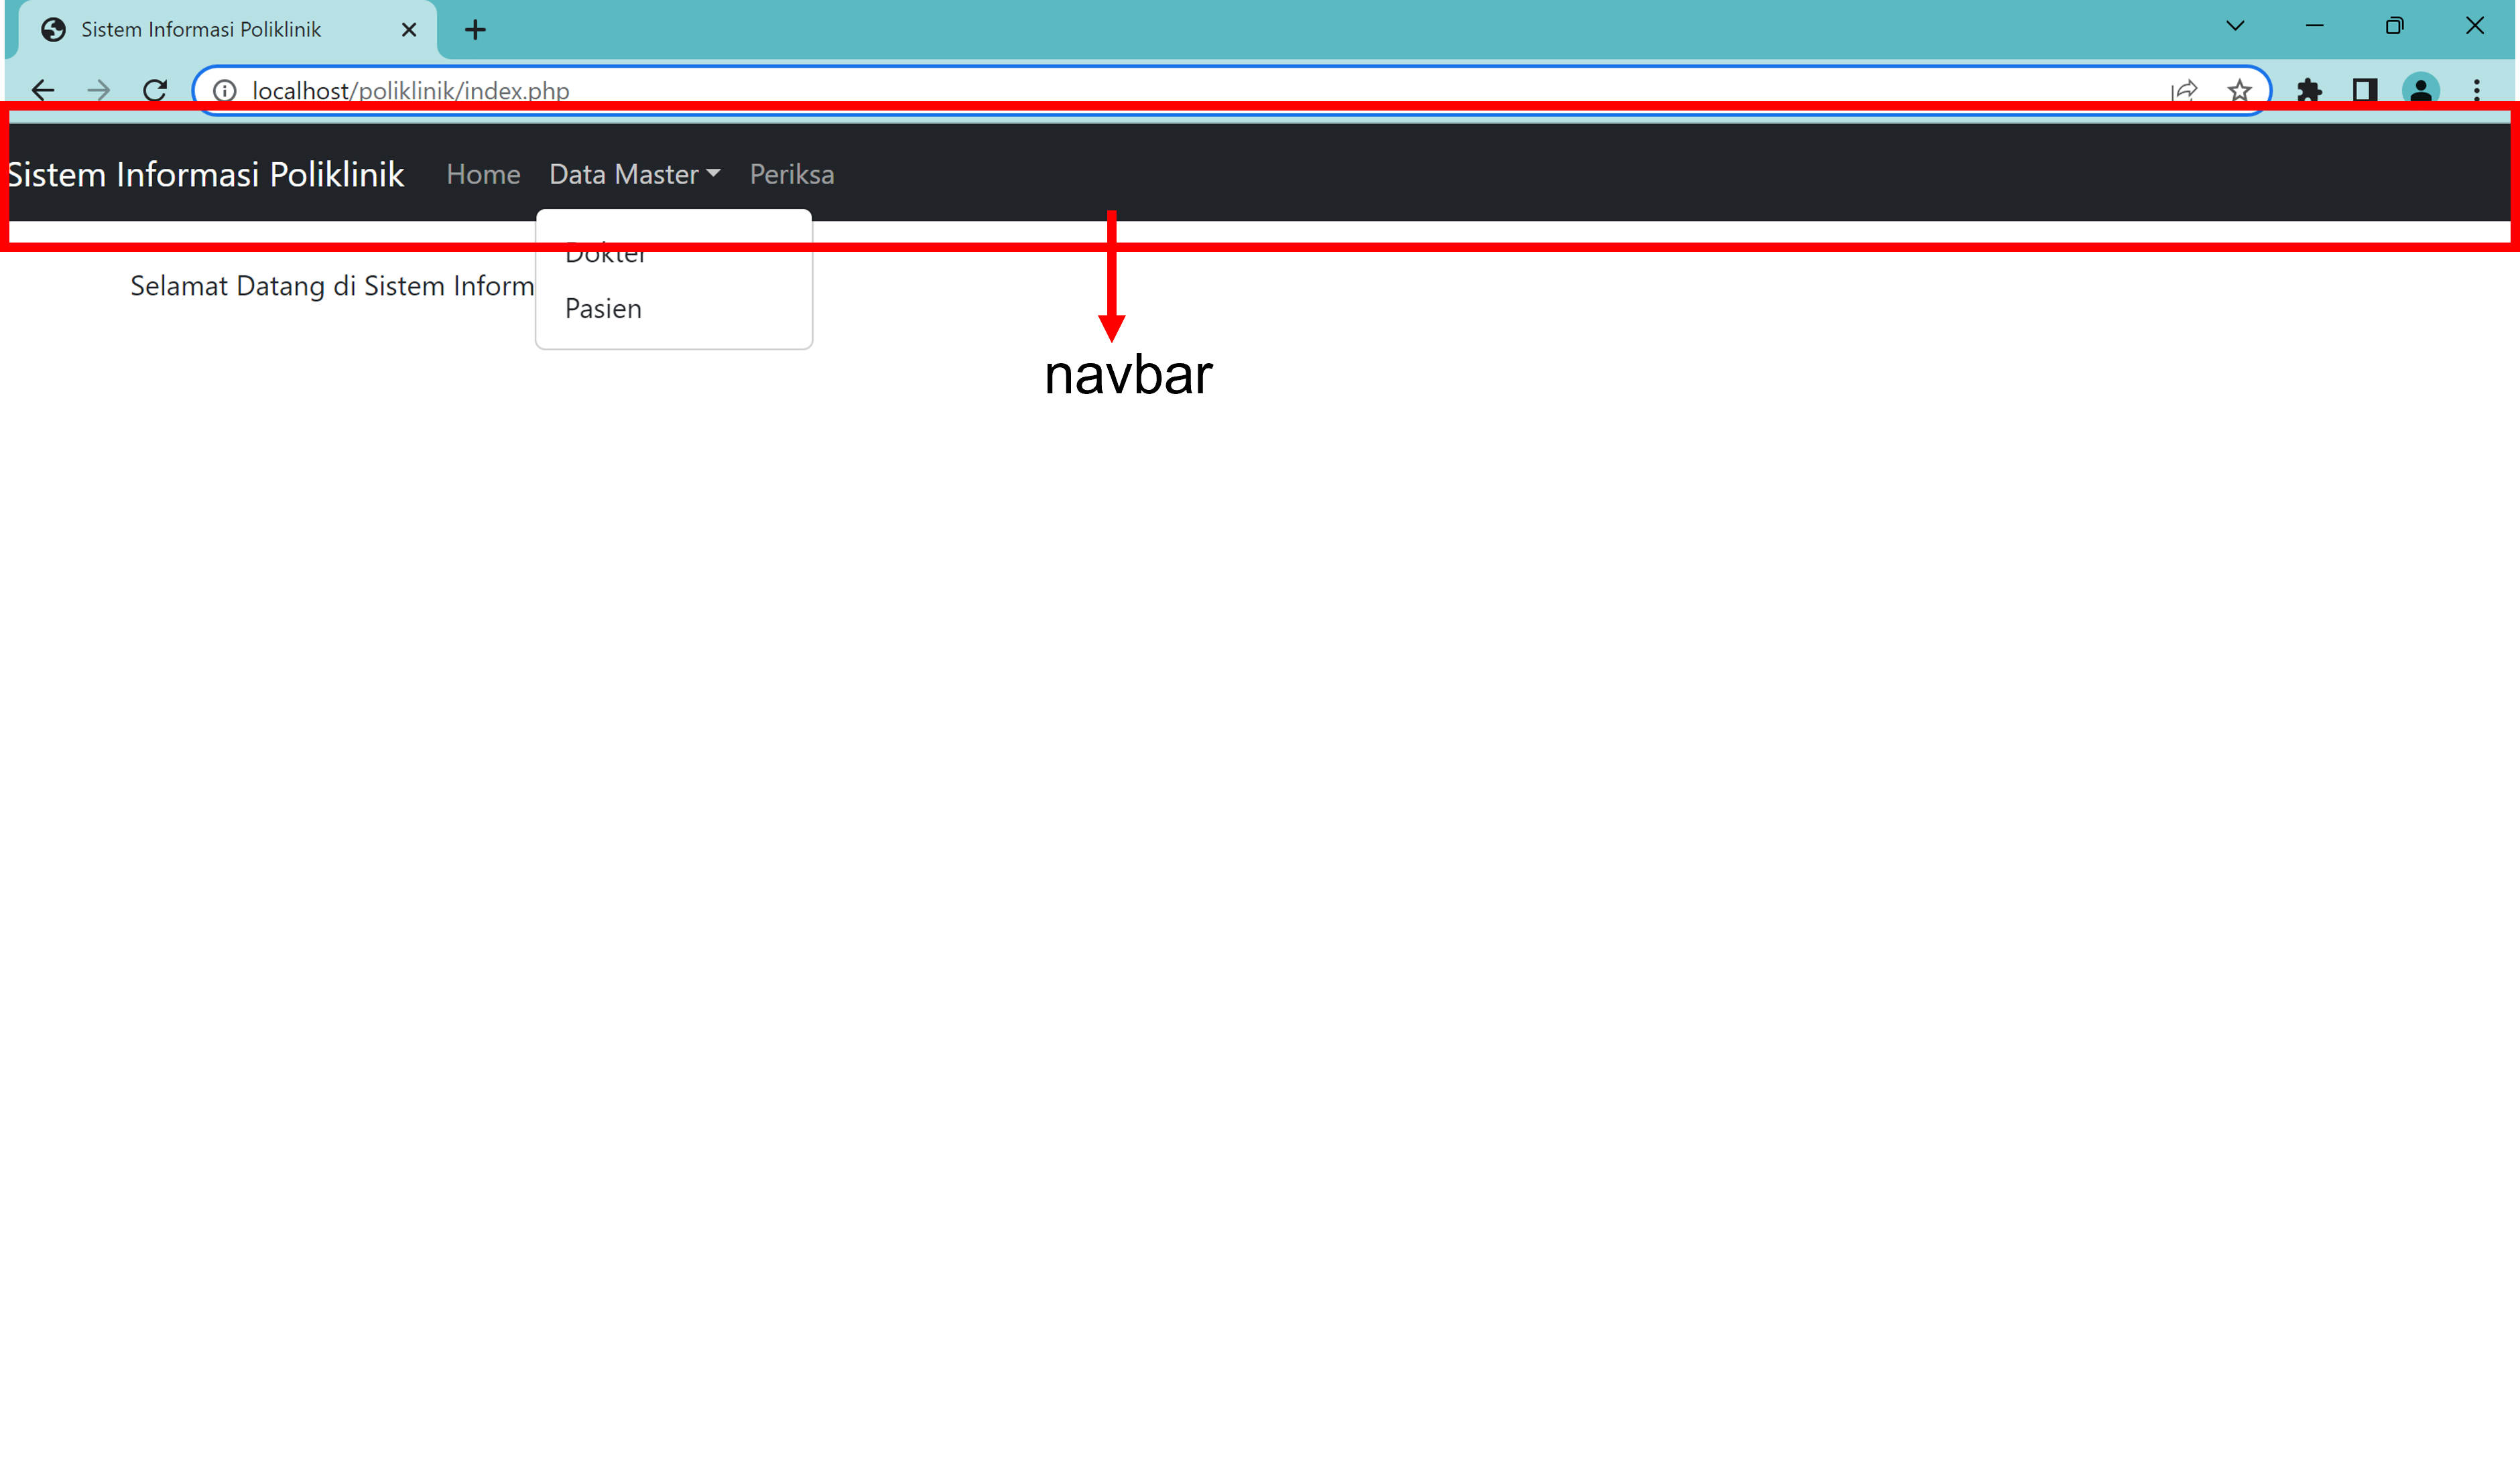 Sistem Informasi Poliklinik
localhost/poliklinik/index.php
Sistem Informasi Poliklinik Home Data Master Periksa
Dokter
Selamat Datang di Sistem Inform
Pasien
navbar